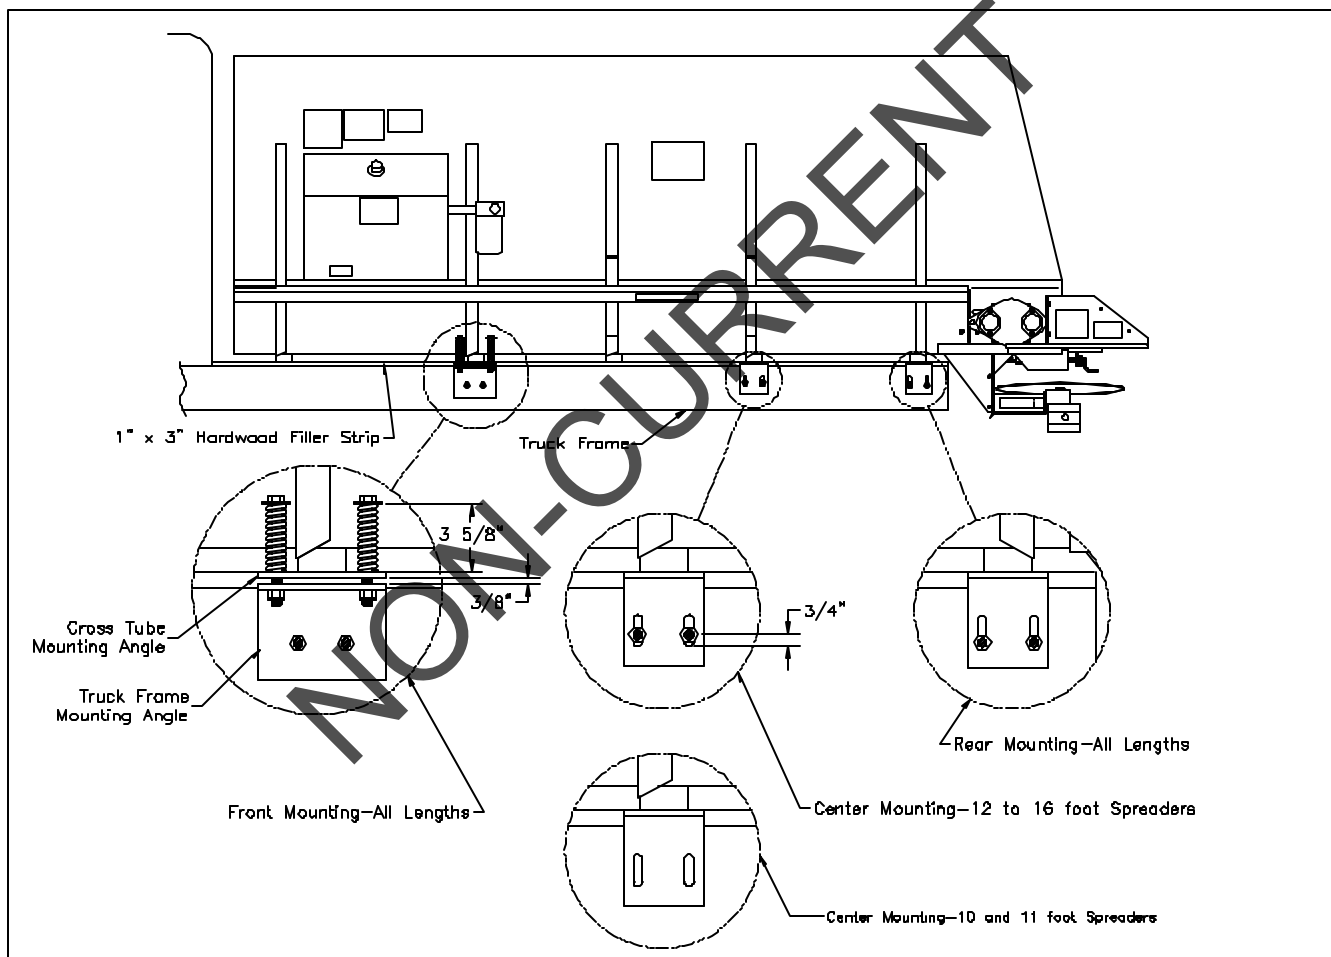 NON-CURRENT
1" x 3" Hardwood Filler Strip
Truck Frame
3 5/8"
3/8"
3/4"
Cross Tube
Mounting Angle
Truck Frame
Mounting Angle
Rear Mounting-All Lengths
Front Mounting-All Lengths
Center Mounting-12 to 16 foot Spreaders
Center Mounting-10 and 11 foot Spreaders